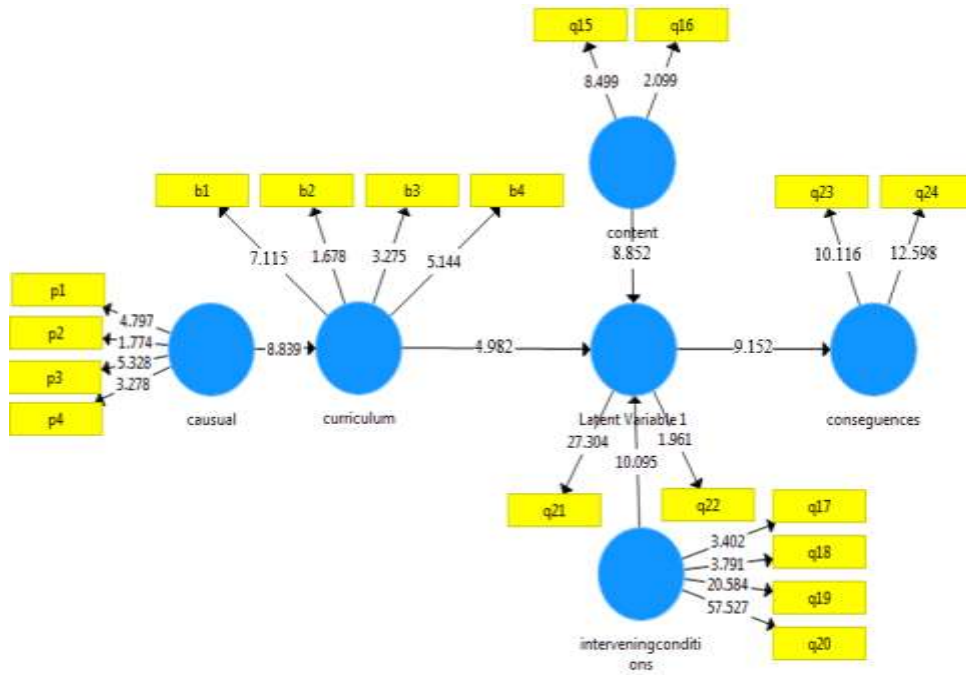 q15
q16
8.499
2.099
content
8.852
b1
b2
b3
b4
7.115
1.678
3.275
5.144
q23
q24
10.116
12.598
p1
p2
p3
p4
4.797
1.774
5.328
3.278
causual
8.839
curriculum
4.982
Latent Variable 1
9.152
conseguences
27.304
1.961
10.095
q21
q22
q17
q18
q19
q20
3.402
3.791
20.584
57.527
interveningconditi
ons